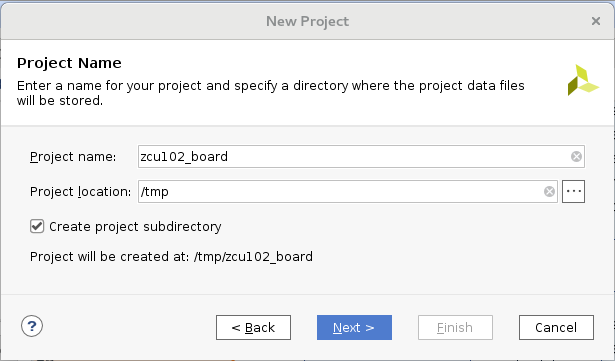 New Project
Project Name
Enter a name for your project and specify a directory where the project data files
will be stored.
Project name: zcu102_board
Project location: /tmp ...
Create project subdirectory
Project will be created at: /tmp/zcu102_board
? < Back Next > Finish Cancel